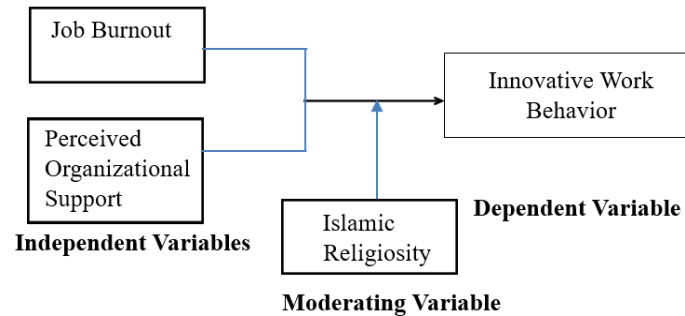 Job Burnout
Innovative Work
Behavior
Perceived
Organizational
Support
Independent Variables
Dependent Variable
Islamic
Religiosity
Moderating Variable